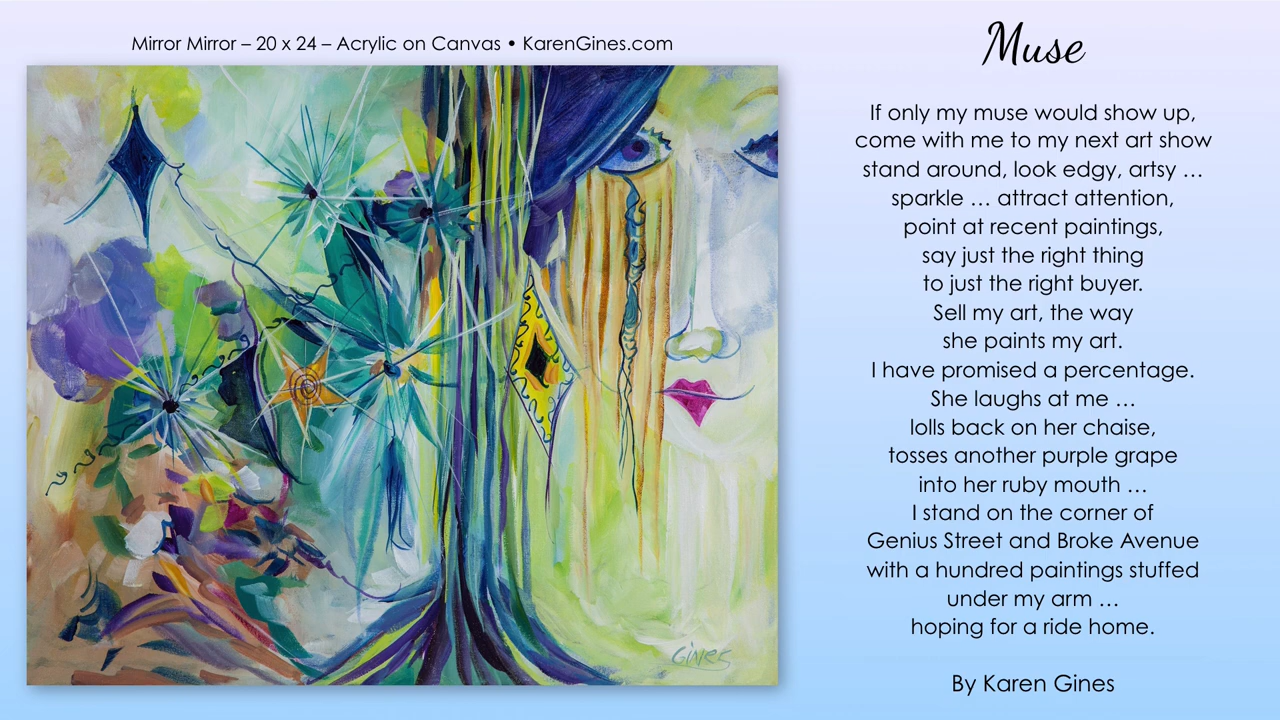 Mirror Mirror – 20 x 24 – Acrylic on Canvas • KarenGines.com
Gines
Muse
If only my muse would show up,
come with me to my next art show
stand around, look edgy, artsy …
sparkle … attract attention,
point at recent paintings,
say just the right thing
to just the right buyer.
Sell my art, the way
she paints my art.
I have promised a percentage.
She laughs at me …
lolls back on her chaise,
tosses another purple grape
into her ruby mouth …
I stand on the corner of
Genius Street and Broke Avenue
with a hundred paintings stuffed
under my arm …
hoping for a ride home.
By Karen Gines